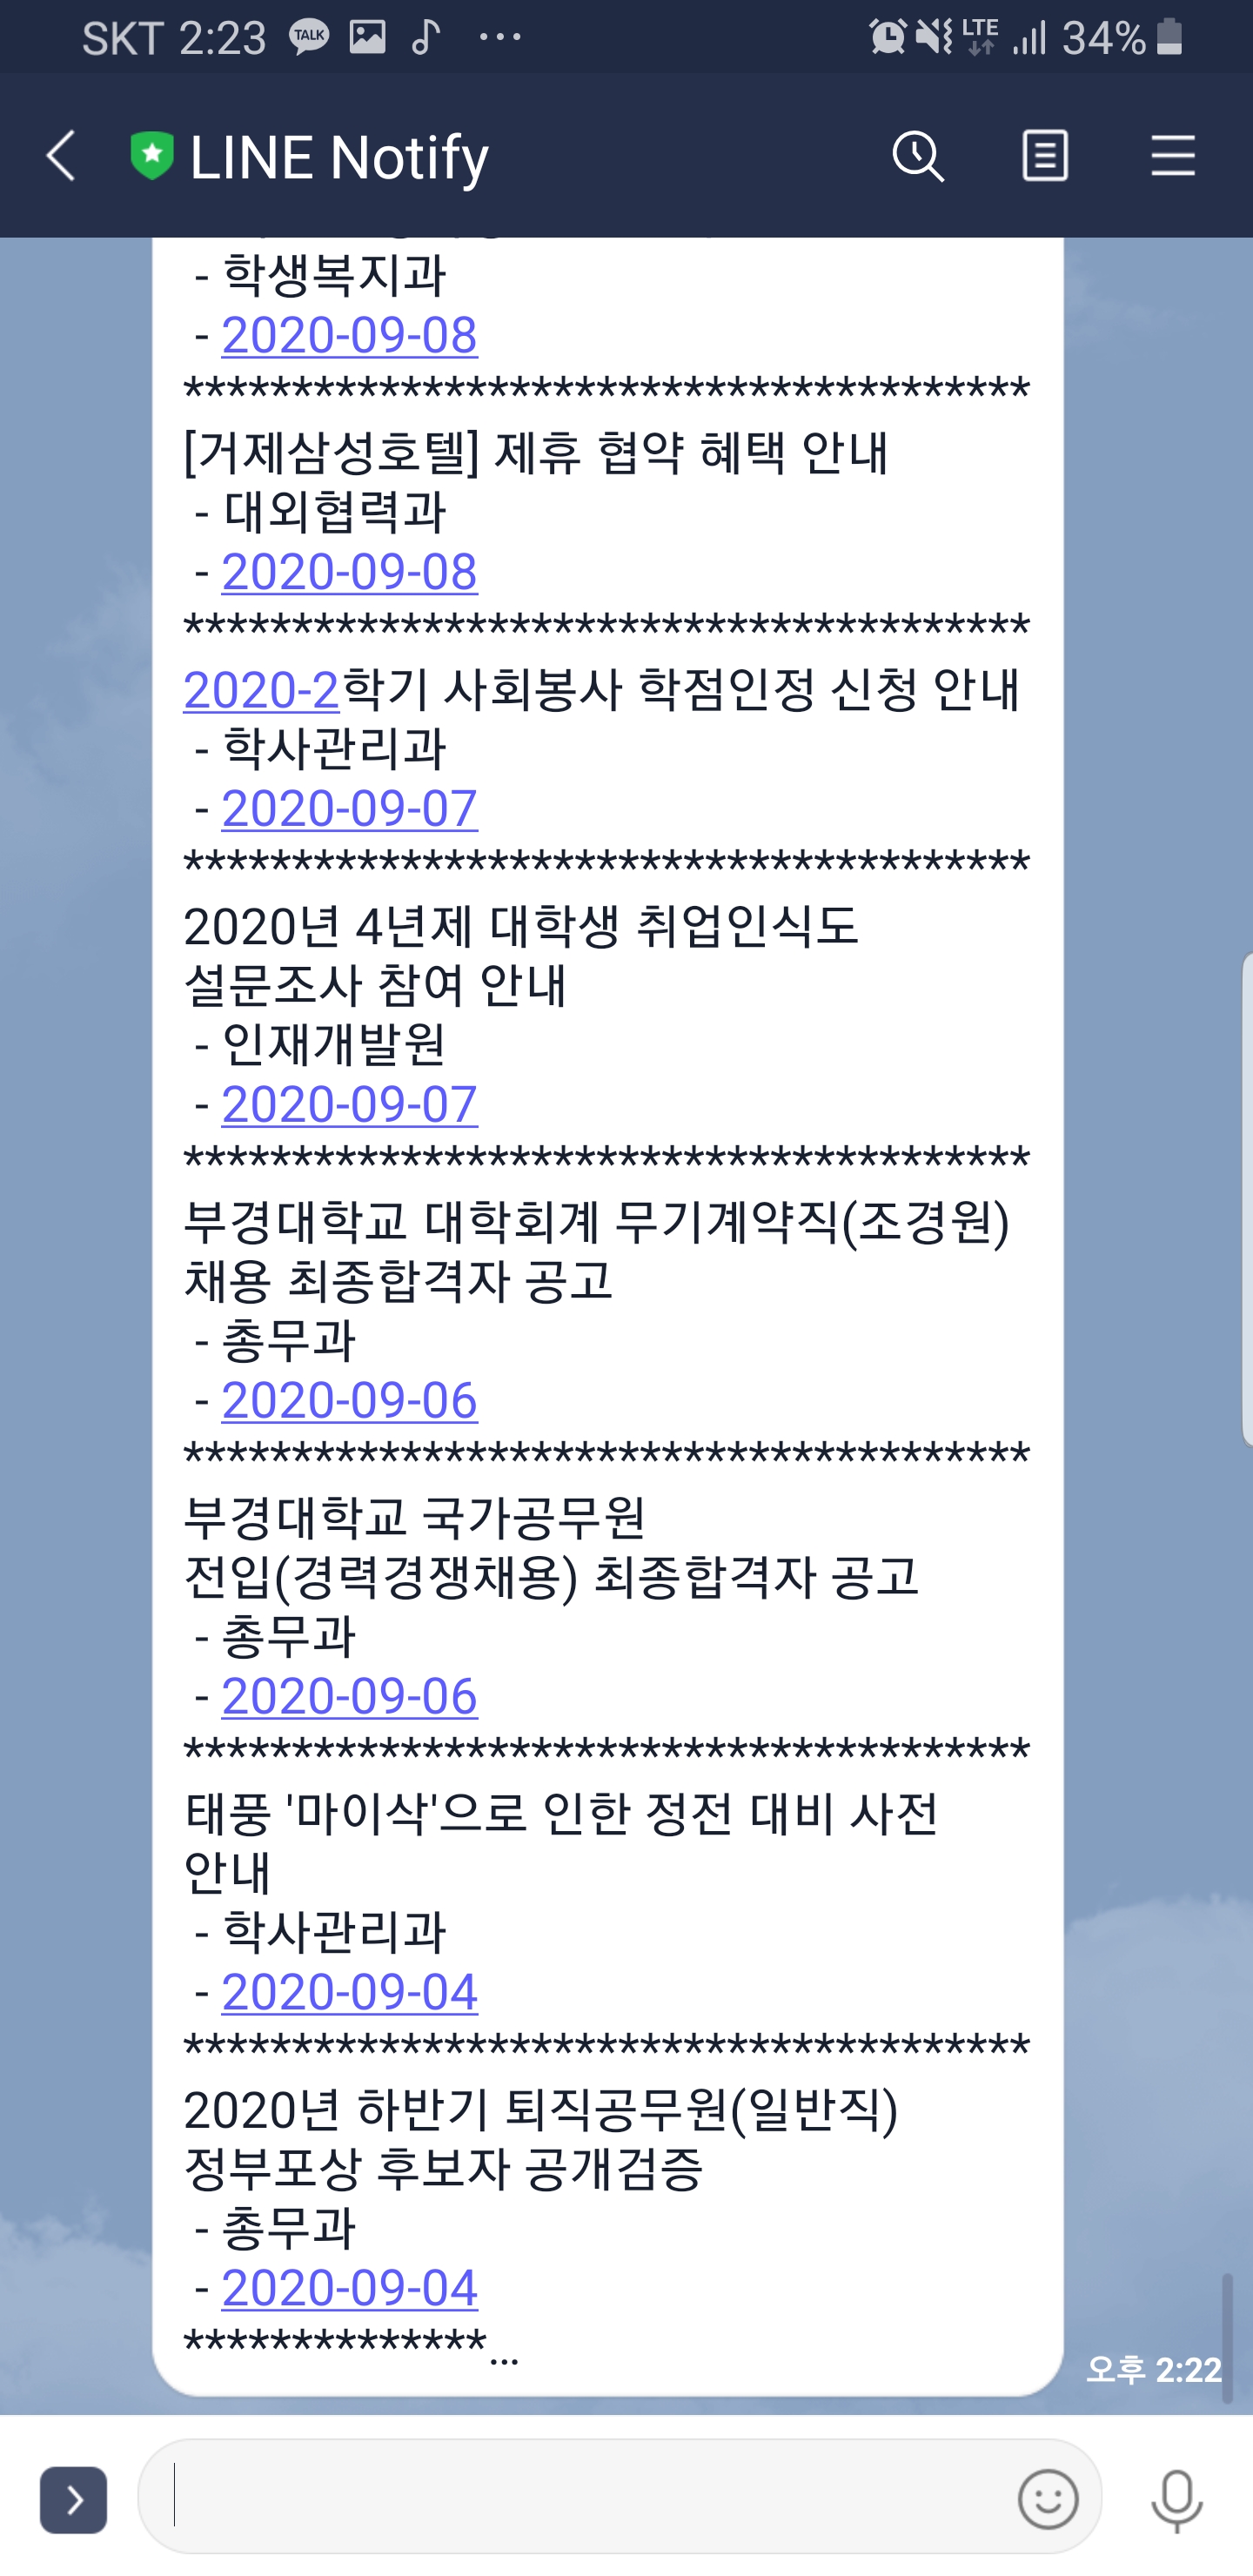 SKT 2:23 TALK LTE 34%
LINE Notify
- 학생복지과
- 2020-09-08
***************************************
[거제삼성호텔] 제휴 협약 혜택 안내
- 대외협력과
- 2020-09-08
***************************************
2020-2학기 사회봉사 학점인정 신청 안내
- 학사관리과
- 2020-09-07
***************************************
2020년 4년제 대학생 취업인식도
설문조사 참여 안내
- 인재개발원
- 2020-09-07
***************************************
부경대학교 대학회계 무기계약직(조경원)
채용 최종합격자 공고
- 총무과
- 2020-09-06
***************************************
부경대학교 국가공무원
전입(경력경쟁채용) 최종합격자 공고
- 총무과
- 2020-09-06
***************************************
태풍 '마이삭'으로 인한 정전 대비 사전
안내
- 학사관리과
- 2020-09-04
***************************************
2020년 하반기 퇴직공무원(일반직)
정부포상 후보자 공개검증
- 총무과
- 2020-09-04
**************...
오후 2:22